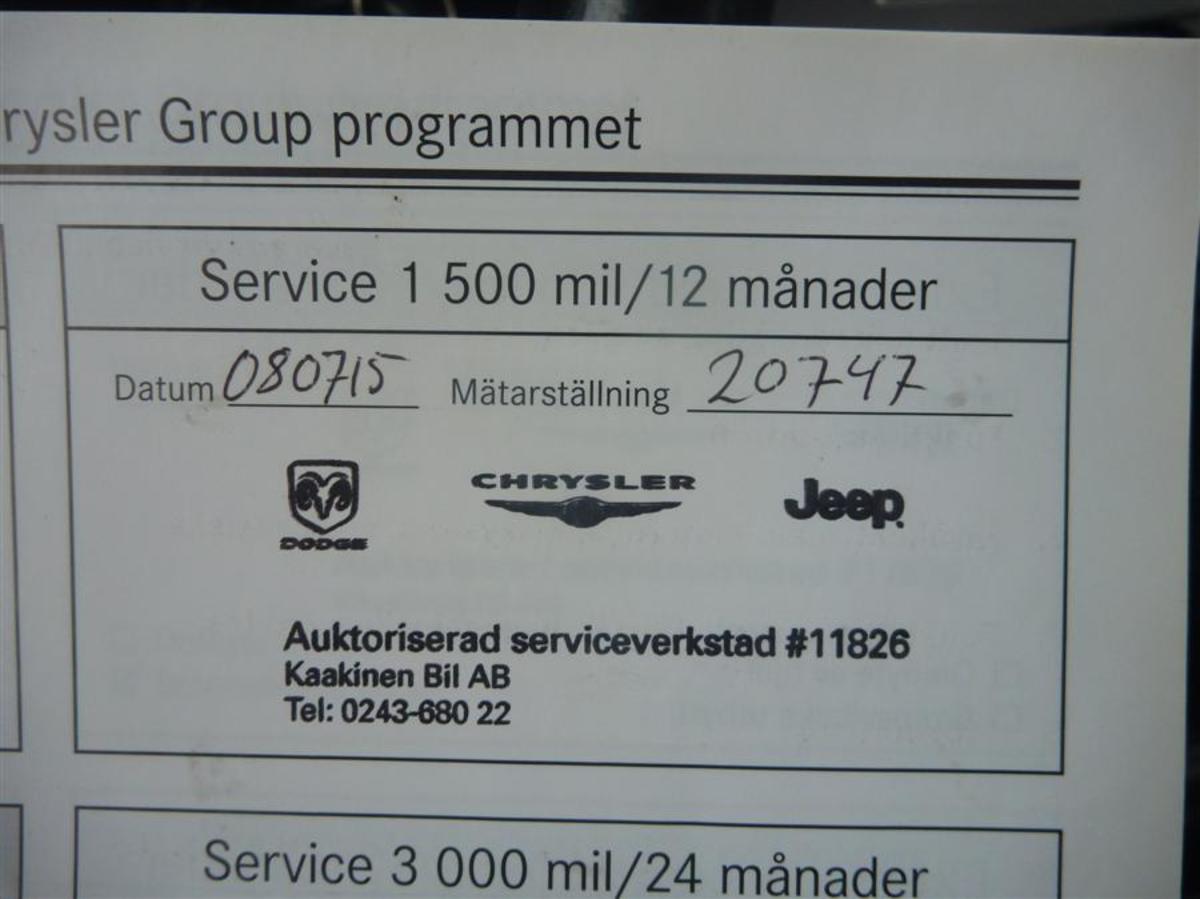 rysler Group programmet
Service 1 500 mil/12 månader
Datum 080715 Mätarställning 20747
DODGE CHRYSLER Jeep
Auktoriserad serviceverkstad #11826
Kaakinen Bil AB
Tel: 0243-680 22
Service 3 000 mil/24 månader